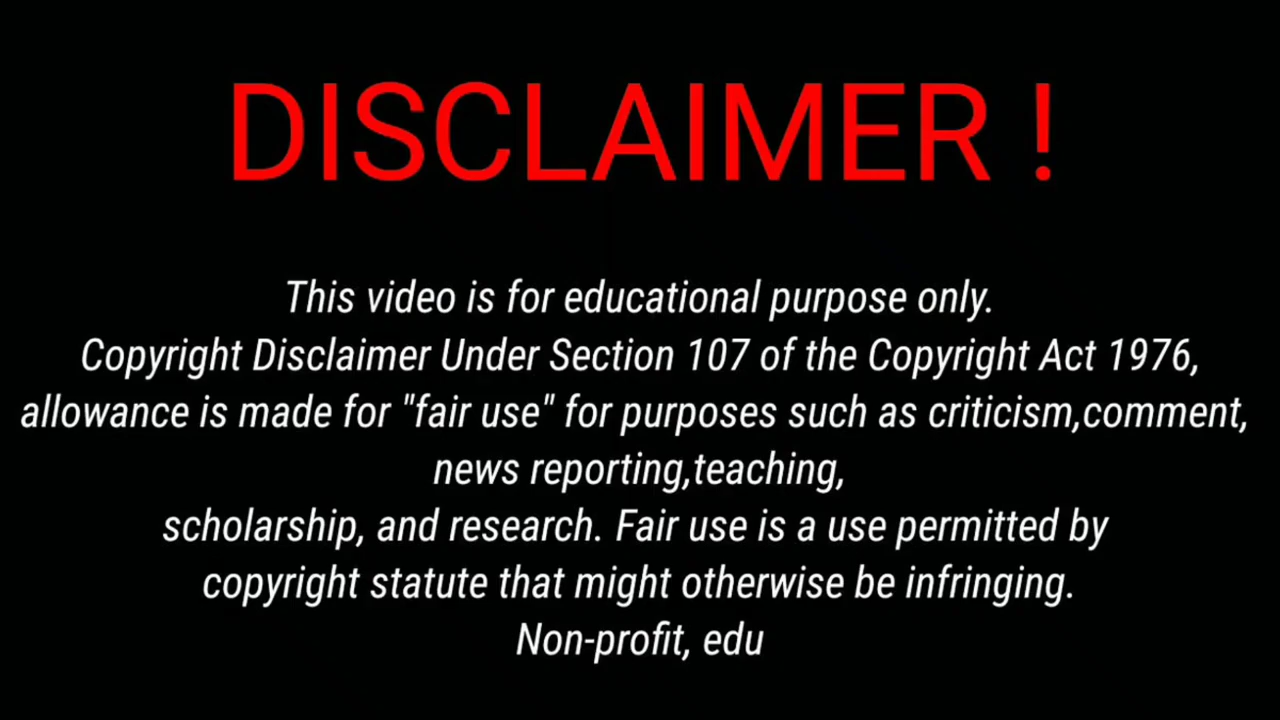 DISCLAIMER !
This video is for educational purpose only.
Copyright Disclaimer Under Section 107 of the Copyright Act 1976,
allowance is made for "fair use" for purposes such as criticism,comment,
news reporting,teaching,
scholarship, and research. Fair use is a use permitted by
copyright statute that might otherwise be infringing.
Non-profit, edu